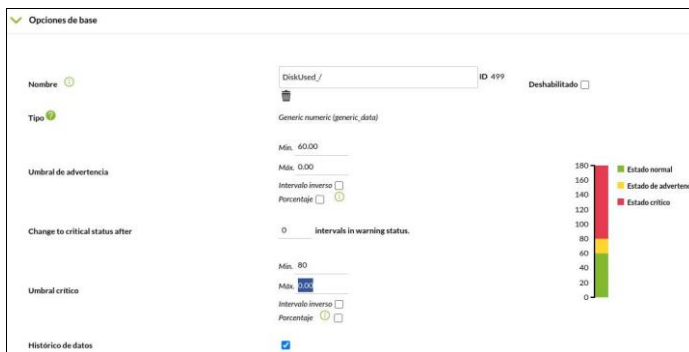 Opciones de base
Nombre DiskUsed_/ ID 499 Deshabilitado
Tipo Generic numeric (generic_data)
Min. 60.00
Umbral de advertencia Máx. 0.00
Intervalo inverso
Porcentaje
Change to critical status after 0 intervals in warning status.
Min. 80
Umbral crítico Máx. 0.00
Intervalo inverso
Porcentaje
Histórico de datos
180
160
140
120
100
80
60
40
20
0
Estado normal
Estado de advertenc
Estado crítico